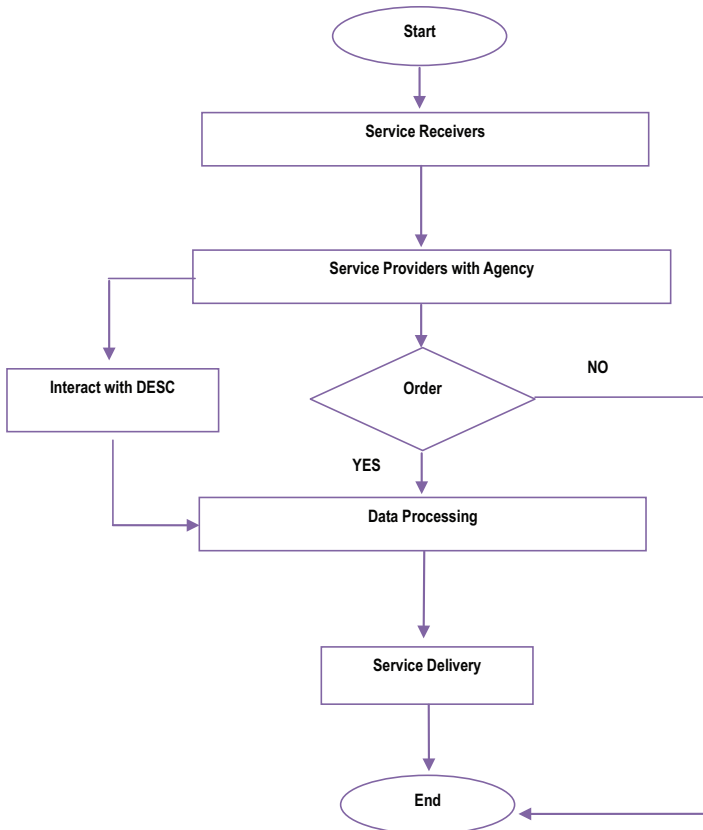 Start
Service Receivers
Service Providers with Agency
Interact with DESC
Order
NO
YES
Data Processing
Service Delivery
End